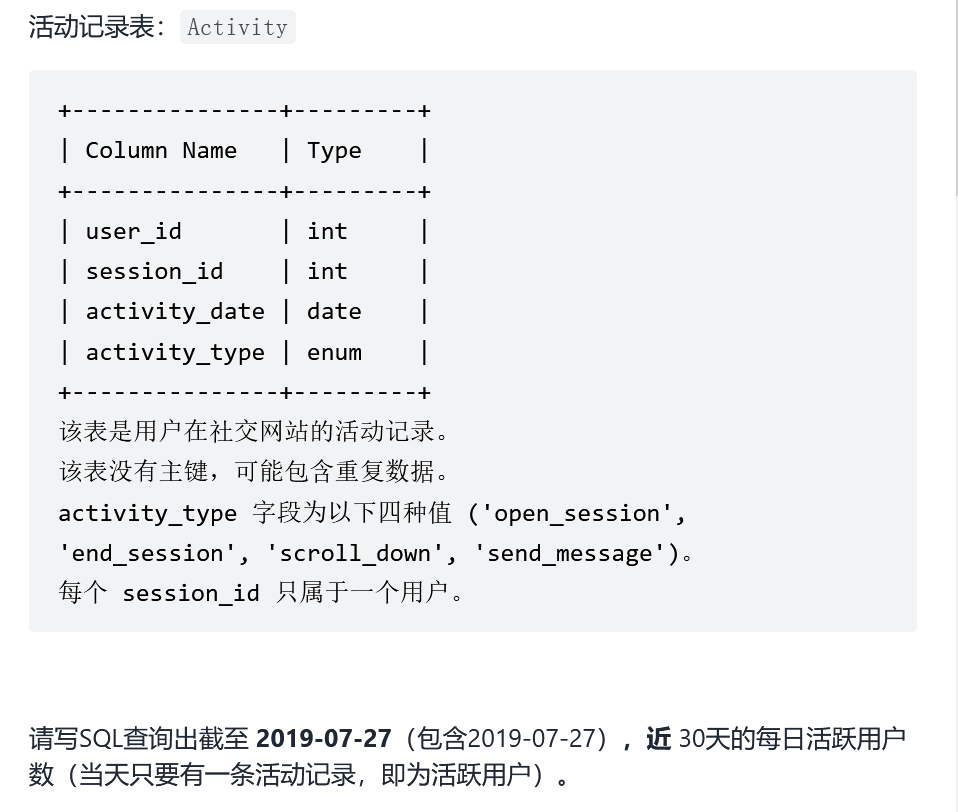 活动记录表： Activity
+---------------+---------+
| Column Name   | Type    |
+---------------+---------+
| user_id       | int     |
| session_id    | int     |
| activity_date | date    |
| activity_type | enum    |
+---------------+---------+
该表是用户在社交网站的活动记录。
该表没有主键，可能包含重复数据。
activity_type 字段为以下四种值 ('open_session',
'end_session', 'scroll_down', 'send_message')。
每个 session_id 只属于一个用户。
请写SQL查询出截至 2019-07-27（包含2019-07-27），近 30天的每日活跃用户
数（当天只要有一条活动记录，即为活跃用户）。